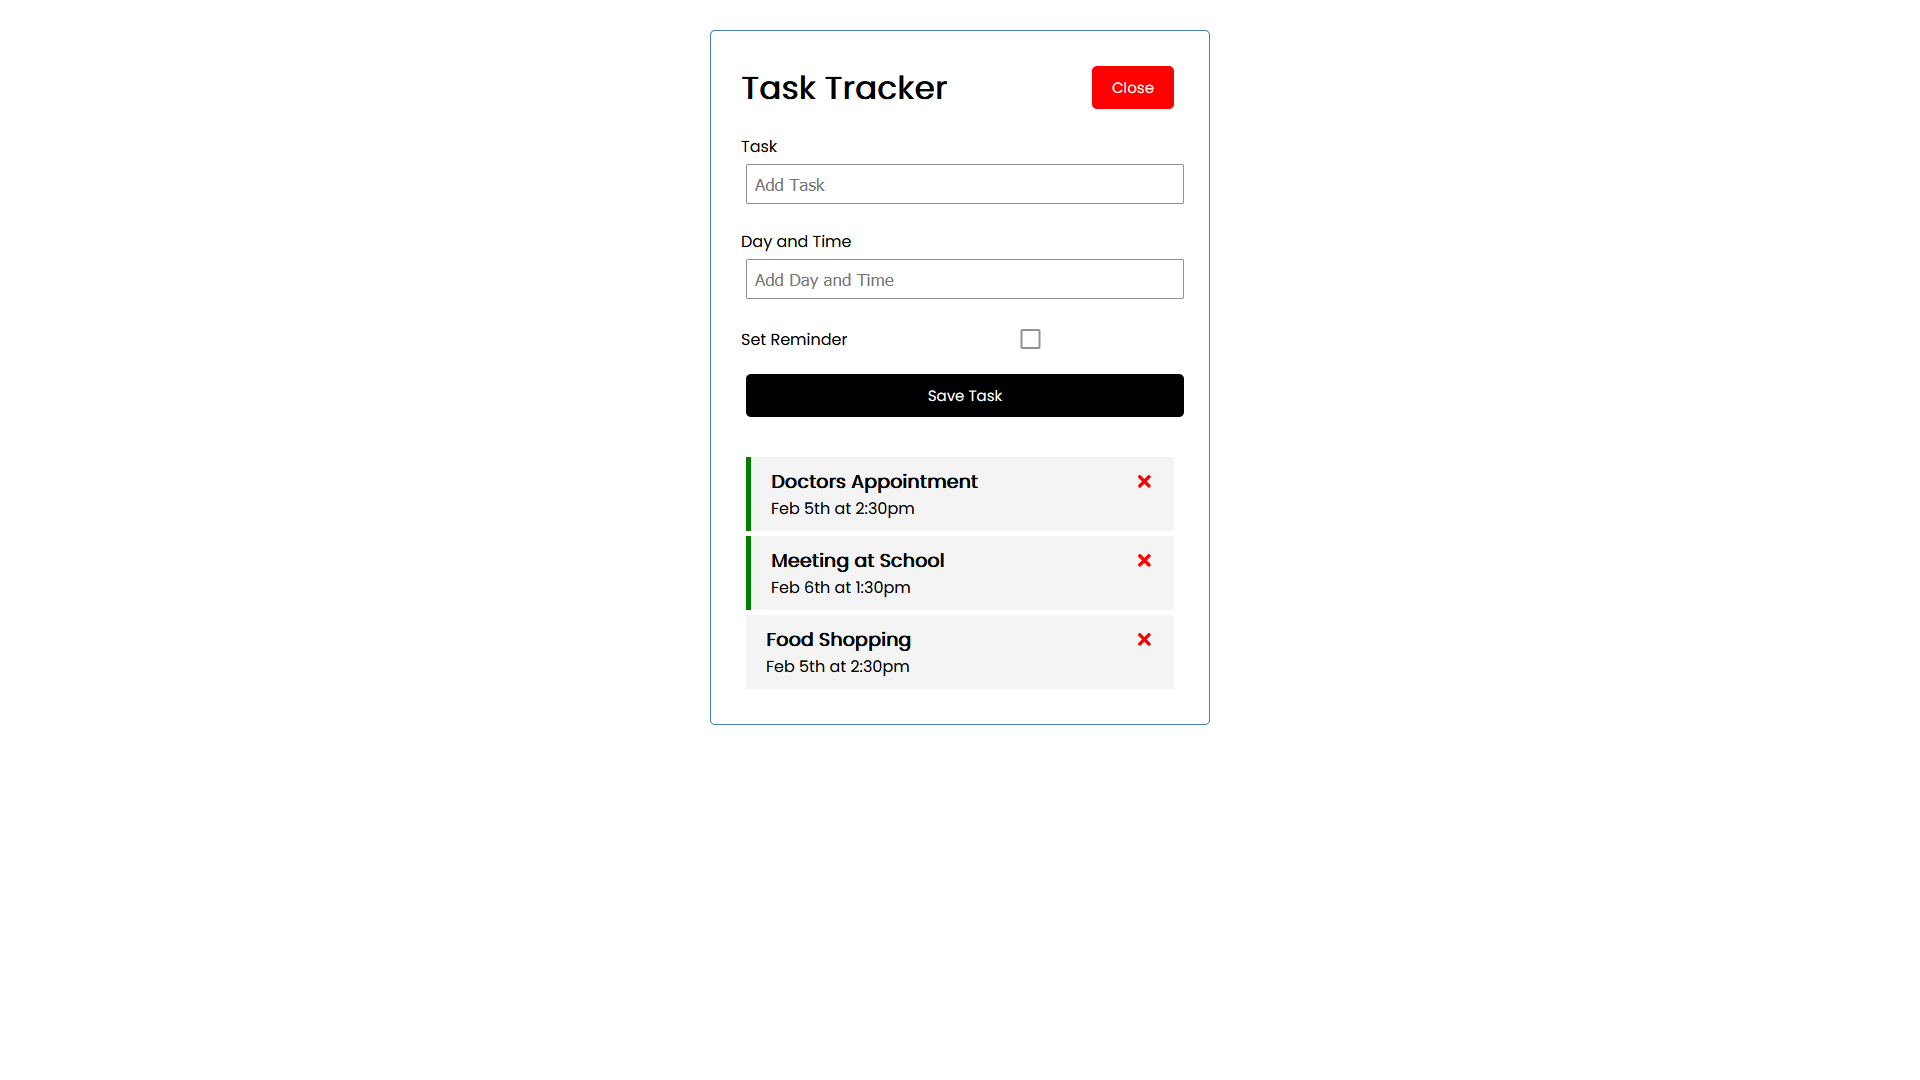 Task Tracker
Close
Task
Add Task
Day and Time
Add Day and Time
Set Reminder
Save Task
Doctors Appointment
Feb 5th at 2:30pm
Meeting at School
Feb 6th at 1:30pm
Food Shopping
Feb 5th at 2:30pm